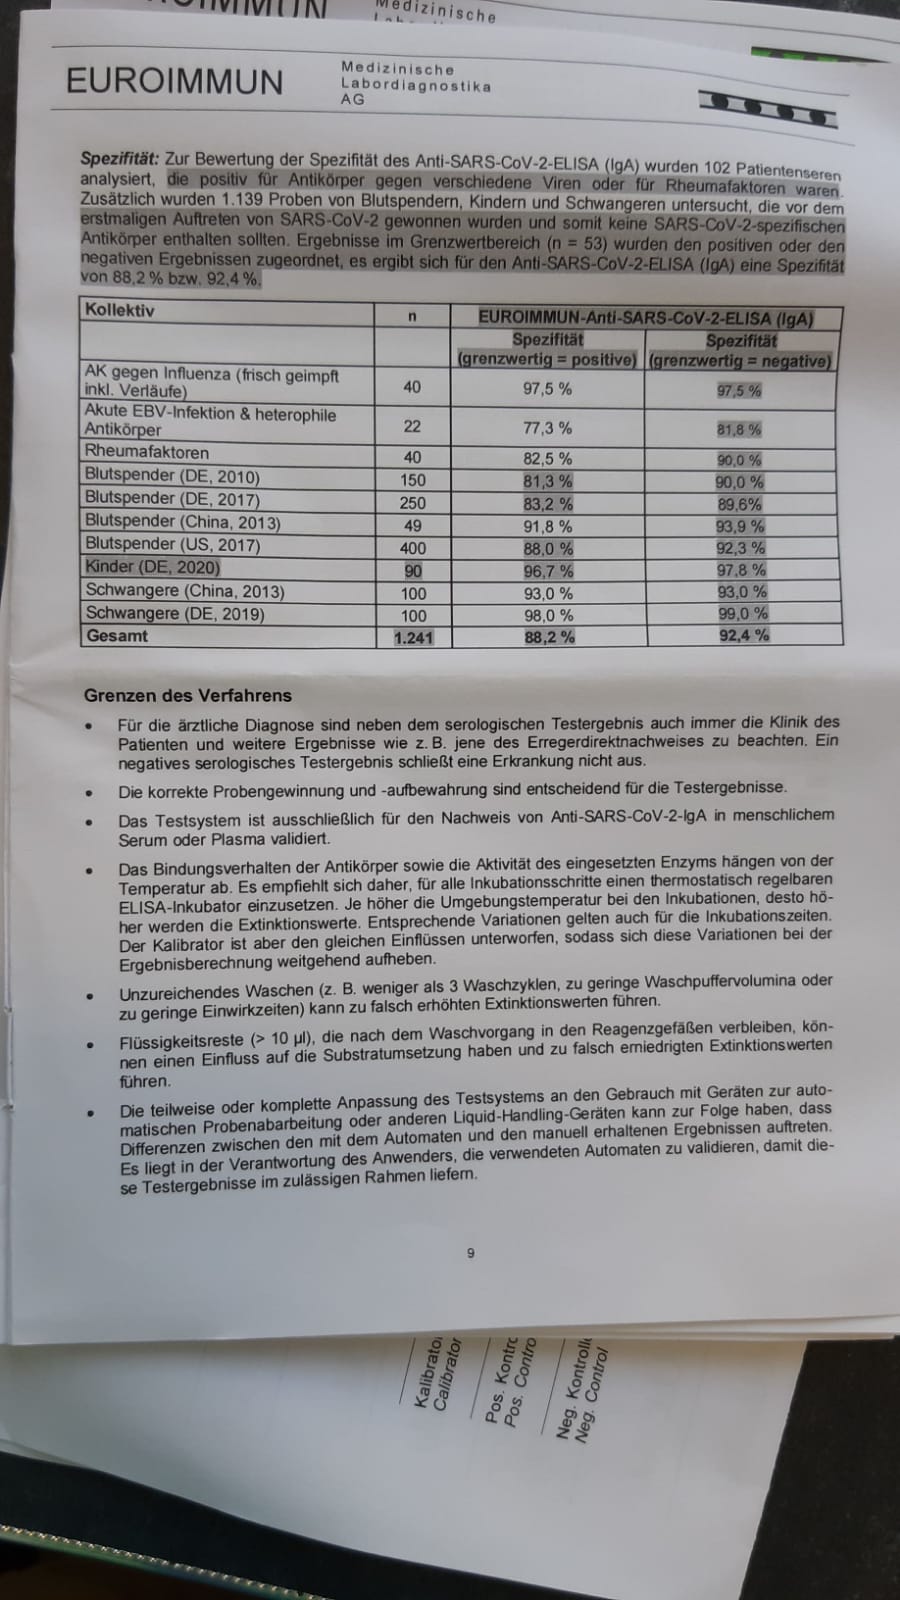 Medizinische
EUROIMMUN
Medizinische
Labordiagnostika
AG
Spezifität: Zur Bewertung der Spezifität des Anti-SARS-CoV-2-ELISA (IgA) wurden 102 Patientenseren
analysiert, die positiv für Antikörper gegen verschiedene Viren oder für Rheumafaktoren waren.
Zusätzlich wurden 1.139 Proben von Blutspendern, Kindern und Schwangeren untersucht, die vor dem
erstmaligen Auftreten von SARS-CoV-2 gewonnen wurden und somit keine SARS-CoV-2-spezifischen
Antikörper enthalten sollten. Ergebnisse im Grenzwertbereich (n = 53) wurden den positiven oder den
negativen Ergebnissen zugeordnet, es ergibt sich für den Anti-SARS-CoV-2-ELISA (IgA) eine Spezifität
von 88,2 % bzw. 92,4 %.
Kollektiv n EUROIMMUN-Anti-SARS-CoV-2-ELISA (IgA)
Spezifität Spezifität
(grenzwertig = positive) (grenzwertig = negative)
AK gegen Influenza (frisch geimpft
inkl. Verläufe) 40 97,5 % 97,5 %
Akute EBV-Infektion & heterophile
Antikörper 22 77,3 % 81,8 %
Rheumafaktoren 40 82,5 % 90,0 %
Blutspender (DE, 2010) 150 81,3 % 90,0 %
Blutspender (DE, 2017) 250 83,2 % 89,6%
Blutspender (China, 2013) 49 91,8 % 93,9 %
Blutspender (US, 2017) 400 88,0 % 92,3 %
Kinder (DE, 2020) 90 96,7 % 97,8 %
Schwangere (China, 2013) 100 93,0 % 93,0 %
Schwangere (DE, 2019) 100 98,0 % 99,0 %
Gesamt 1.241 88,2 % 92,4 %
Grenzen des Verfahrens
• Für die ärztliche Diagnose sind neben dem serologischen Testergebnis auch immer die Klinik des
Patienten und weitere Ergebnisse wie z. B. jene des Erregerdirektnachweises zu beachten. Ein
negatives serologisches Testergebnis schließt eine Erkrankung nicht aus.
• Die korrekte Probengewinnung und -aufbewahrung sind entscheidend für die Testergebnisse.
• Das Testsystem ist ausschließlich für den Nachweis von Anti-SARS-CoV-2-IgA in menschlichem
Serum oder Plasma validiert.
• Das Bindungsverhalten der Antikörper sowie die Aktivität des eingesetzten Enzyms hängen von der
Temperatur ab. Es empfiehlt sich daher, für alle Inkubationsschritte einen thermostatisch regelbaren
ELISA-Inkubator einzusetzen. Je höher die Umgebungstemperatur bei den Inkubationen, desto hö-
her werden die Extinktionswerte. Entsprechende Variationen gelten auch für die Inkubationszeiten.
Der Kalibrator ist aber den gleichen Einflüssen unterworfen, sodass sich diese Variationen bei der
Ergebnisberechnung weitgehend aufheben.
• Unzureichendes Waschen (z. B. weniger als 3 Waschzyklen, zu geringe Waschpuffervolumina oder
zu geringe Einwirkzeiten) kann zu falsch erhöhten Extinktionswerten führen.
• Flüssigkeitsreste (> 10 µl), die nach dem Waschvorgang in den Reagenzgefäßen verbleiben, kön-
nen einen Einfluss auf die Substratumsetzung haben und zu falsch erniedrigten Extinktionswerten
führen.
• Die teilweise oder komplette Anpassung des Testsystems an den Gebrauch mit Geräten zur auto-
matischen Probenabarbeitung oder anderen Liquid-Handling-Geräten kann zur Folge haben, dass
Differenzen zwischen den mit dem Automaten und den manuell erhaltenen Ergebnissen auftreten.
Es liegt in der Verantwortung des Anwenders, die verwendeten Automaten zu validieren, damit die-
se Testergebnisse im zulässigen Rahmen liefern.
9
Kalibrator
Calibrator
Pos. Kontro
Pos. Contro
Neg. Kontroll
Neg. Control